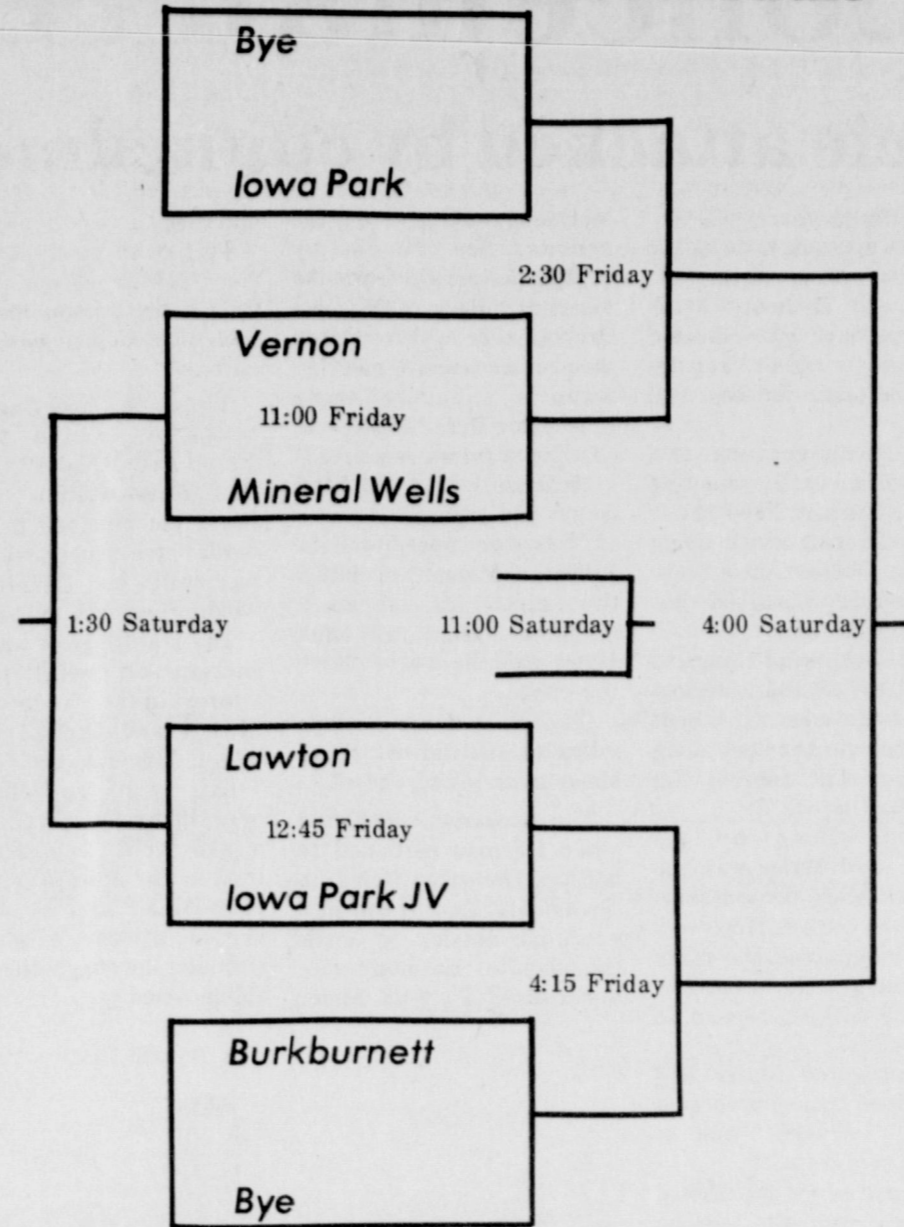 Bye
Iowa Park
2:30 Friday
Vernon
11:00 Friday
Mineral Wells
1:30 Saturday
11:00 Saturday
4:00 Saturday
Lawton
12:45 Friday
Iowa Park JV
4:15 Friday
Burkburnett
Bye